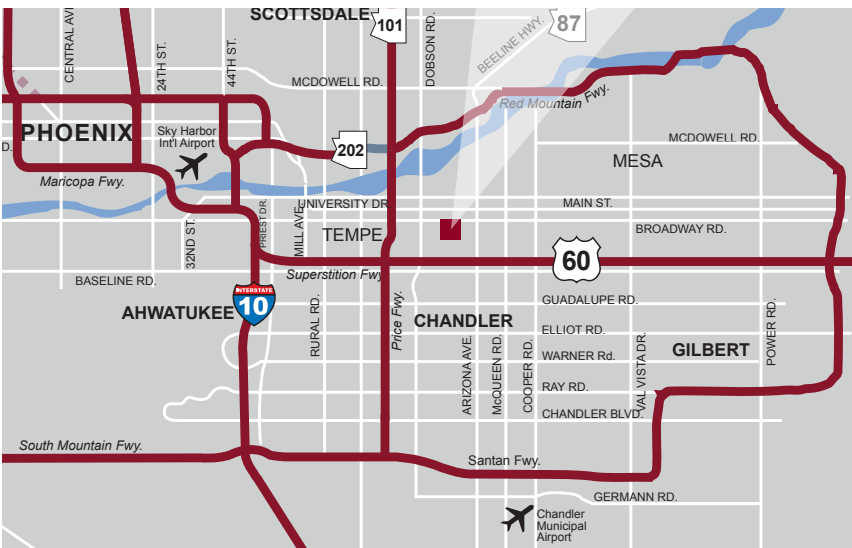 SCOTTSDALE
101
87
CENTRAL AV
24TH ST.
44TH ST.
DOBSON RD.
BEELINE HWY.
MCDOWELL RD.
Red Mountain Fwy.
PHOENIX
Sky Harbor
Int'l Airport
202
MCDOWELL RD.
D.
MESA
Maricopa Fwy.
UNIVERSITY DR.
MAIN ST.
32ND ST.
PRIEST DR.
MILL AVE.
TEMPE
BROADWAY RD.
60
BASELINE RD.
Superstition Fwy.
INTERSTATE
10
AHWATUKEE
RURAL RD.
Price Fwy.
CHANDLER
GUADALUPE RD.
ELLIOT RD.
WARNER Rd.
GILBERT
POWER RD.
ARIZONA AVE.
McQUEEN RD.
COOPER RD.
VAL VISTA DR.
RAY RD.
CHANDLER BLVD.
South Mountain Fwy.
Santan Fwy.
GERMANN RD.
Chandler
Municipal
Airport